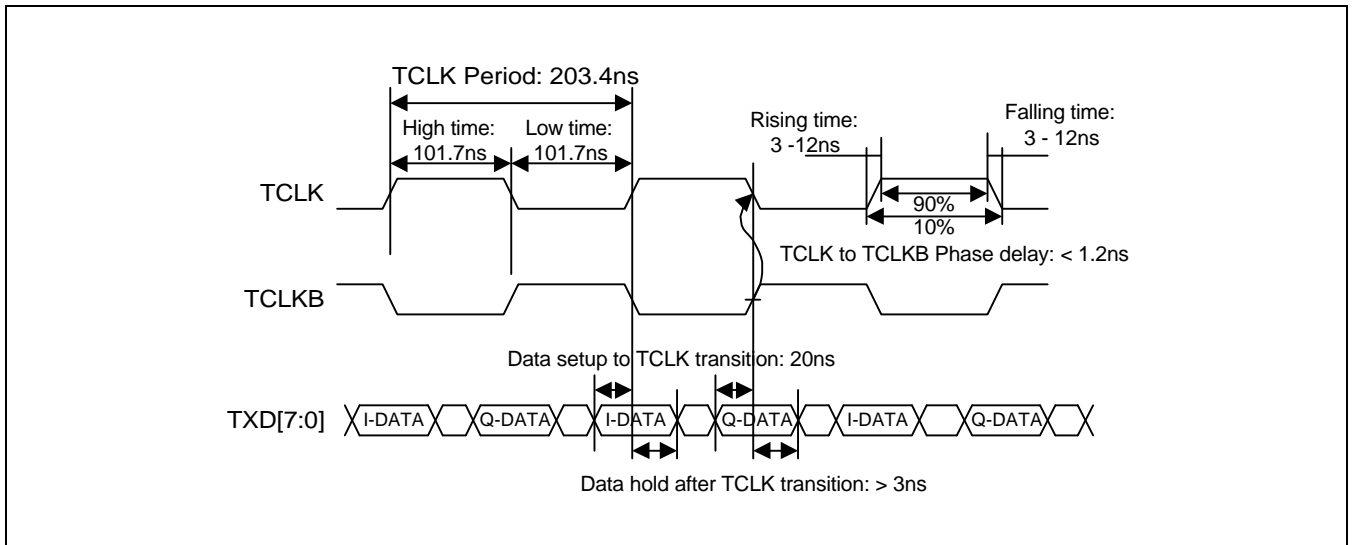 TCLK Period: 203.4ns
High time:
101.7ns
Low time:
101.7ns
Rising time:
3 -12ns
Falling time:
3 - 12ns
TCLK
90%
10%
TCLK to TCLKB Phase delay: < 1.2ns
TCLKB
Data setup to TCLK transition: 20ns
TXD[7:0]
I-DATA
Q-DATA
I-DATA
Q-DATA
I-DATA
Q-DATA
Data hold after TCLK transition: > 3ns